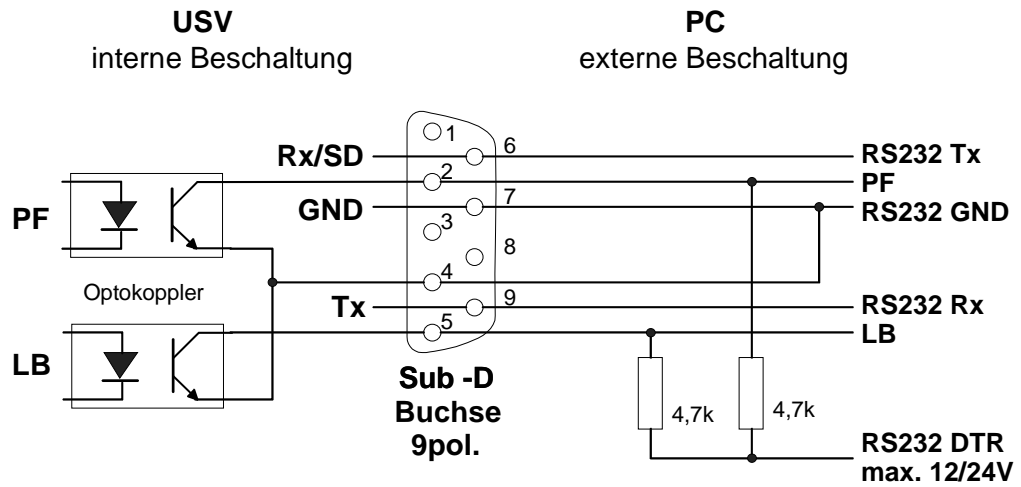 USV
interne Beschaltung
PC
externe Beschaltung
1
6
Rx/SD
RS232 Tx
2
PF
PF
GND
7
RS232 GND
3
8
Optokoppler
4
Tx
9
RS232 Rx
5
LB
LB
Sub -D
Buchse
9pol.
4,7k
4,7k
RS232 DTR
max. 12/24V